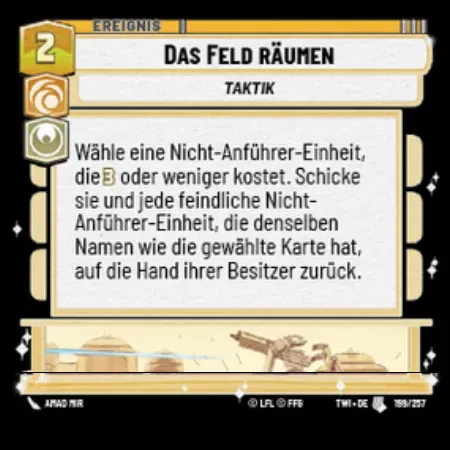 EREIGNIS
2
DAS FELD RÄUMEN
TAKTIK
Wähle eine Nicht-Anführer-Einheit,
die 3 oder weniger kostet. Schicke
sie und jede feindliche Nicht-
Anführer-Einheit, die denselben
Namen wie die gewählte Karte hat,
auf die Hand ihrer Besitzer zurück.
AMAD MIR © LFL © FFG TWI • DE 199/257